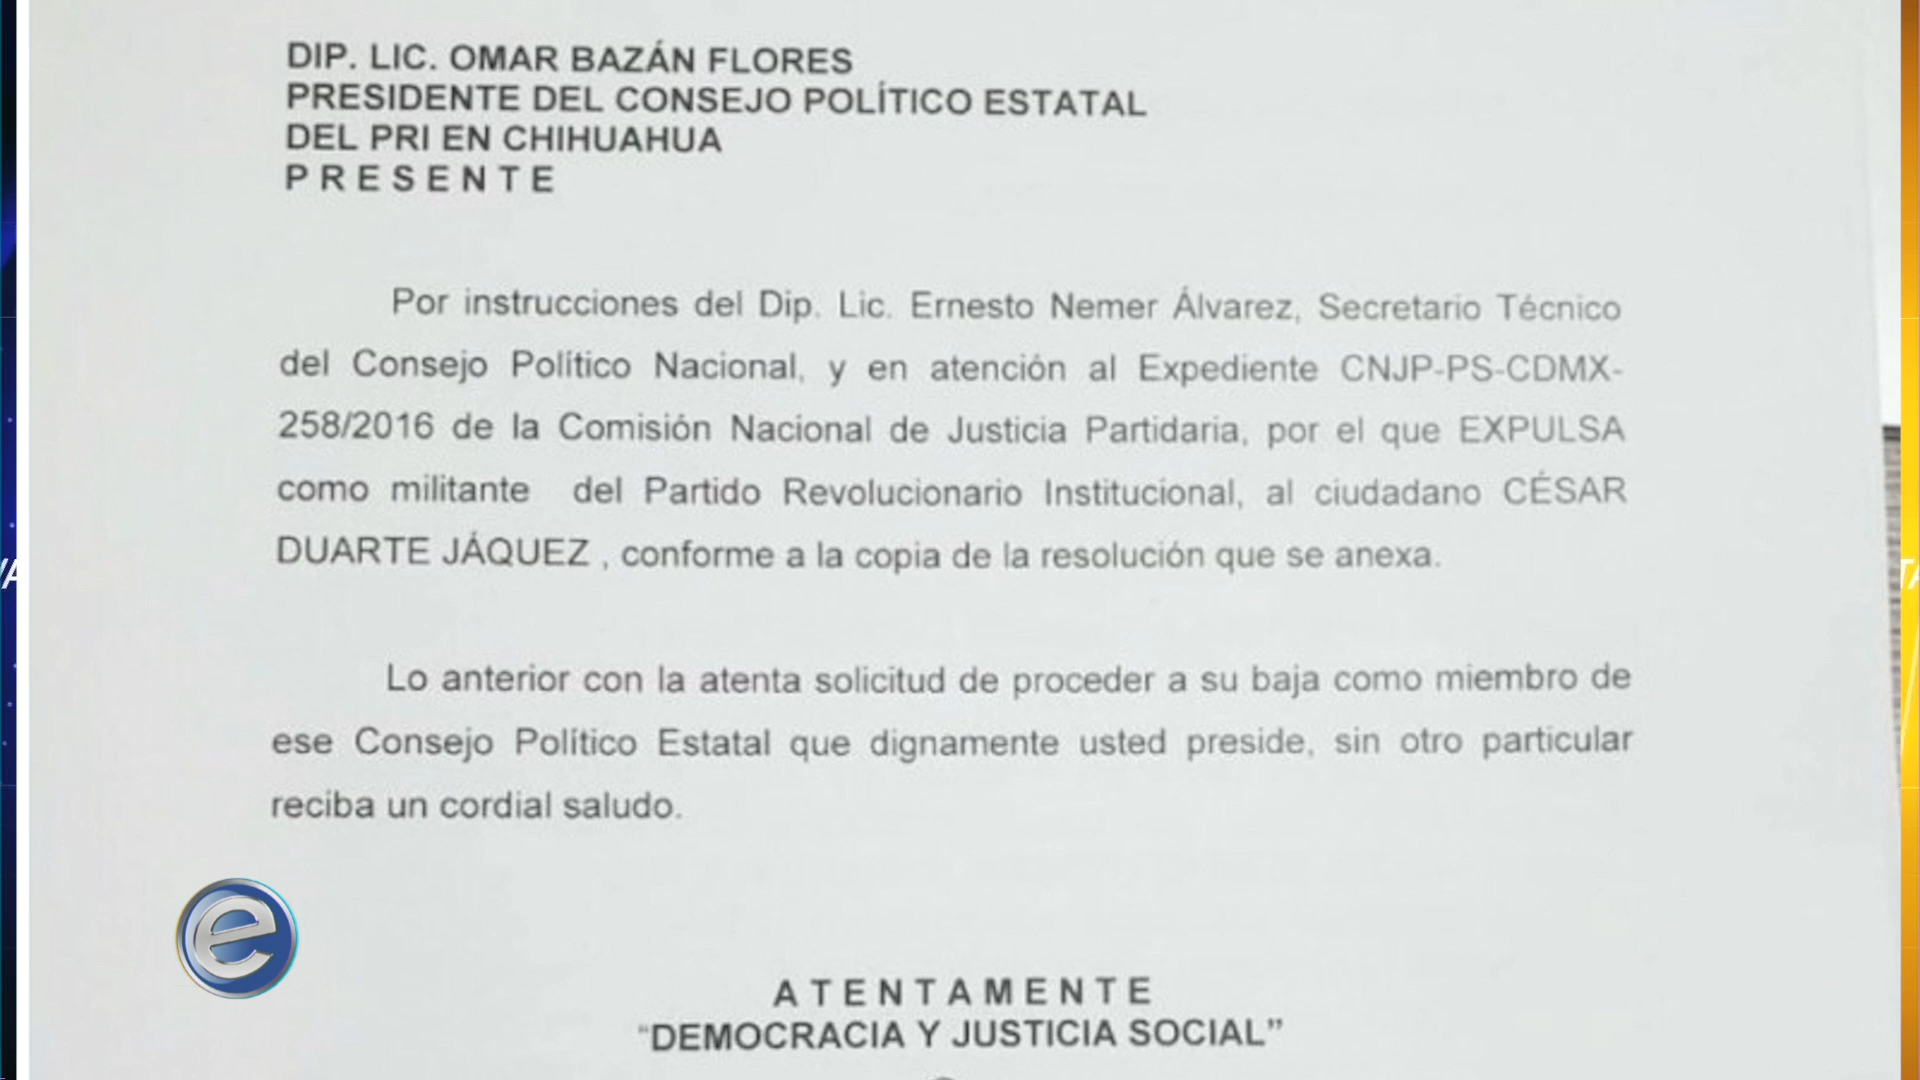 DIP. LIC. OMAR BAZÁN FLORES
PRESIDENTE DEL CONSEJO POLÍTICO ESTATAL
DEL PRI EN CHIHUAHUA
P R E S E N T E
Por instrucciones del Dip. Lic. Ernesto Nemer Álvarez, Secretario Técnico
del Consejo Político Nacional, y en atención al Expediente CNJP-PS-CDMX-
258/2016 de la Comisión Nacional de Justicia Partidaria, por el que EXPULSA
como militante del Partido Revolucionario Institucional, al ciudadano CÉSAR
DUARTE JÁQUEZ , conforme a la copia de la resolución que se anexa.
Lo anterior con la atenta solicitud de proceder a su baja como miembro de
ese Consejo Político Estatal que dignamente usted preside, sin otro particular
reciba un cordial saludo.
e
A T E N T A M E N T E
"DEMOCRACIA Y JUSTICIA SOCIAL"